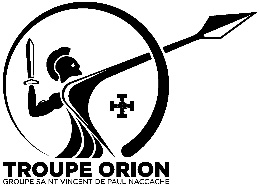 TROUPE ORION
GROUPE SAINT VINCENT DE PAUL NACCACHE